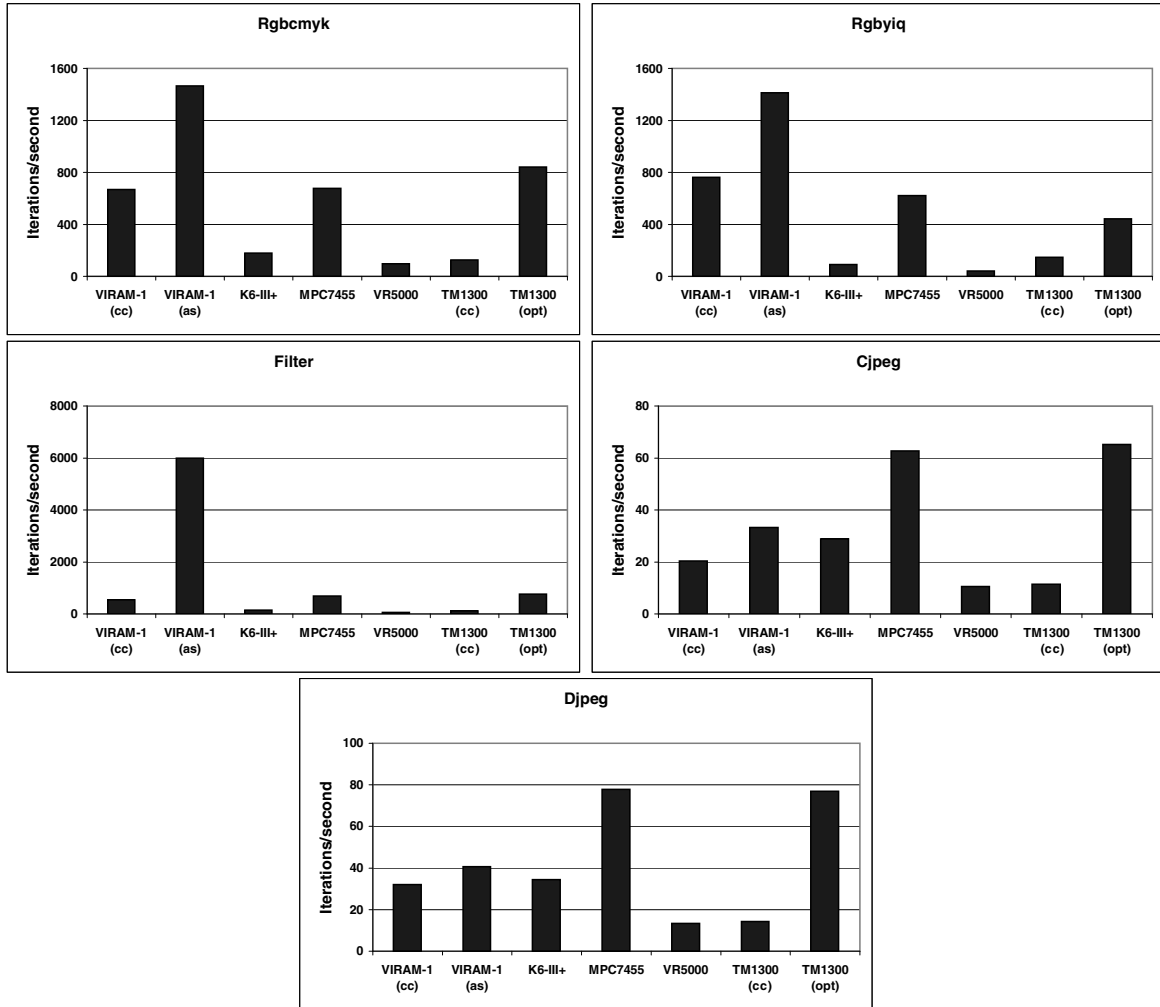 Rgbcmyk
Iterations/second
1600
1200
800
400
0
VIRAM-1 (cc)
VIRAM-1 (as)
K6-III+
MPC7455
VR5000
TM1300 (cc)
TM1300 (opt)
Rgbyiq
Iterations/second
1600
1200
800
400
0
VIRAM-1 (cc)
VIRAM-1 (as)
K6-III+
MPC7455
VR5000
TM1300 (cc)
TM1300 (opt)
Filter
Iterations/second
8000
6000
4000
2000
0
VIRAM-1 (cc)
VIRAM-1 (as)
K6-III+
MPC7455
VR5000
TM1300 (cc)
TM1300 (opt)
Cjpeg
Iterations/second
80
60
40
20
0
VIRAM-1 (cc)
VIRAM-1 (as)
K6-III+
MPC7455
VR5000
TM1300 (cc)
TM1300 (opt)
Djpeg
Iterations/second
100
80
60
40
20
0
VIRAM-1 (cc)
VIRAM-1 (as)
K6-III+
MPC7455
VR5000
TM1300 (cc)
TM1300 (opt)